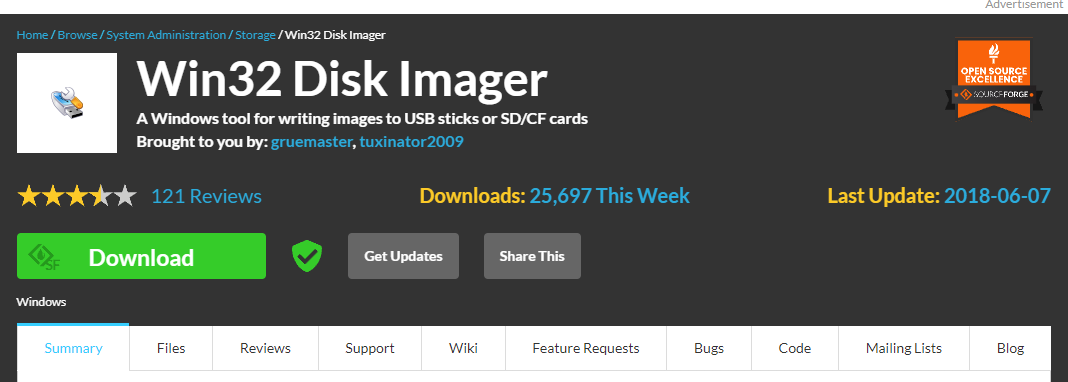 Advertisement
Home / Browse / System Administration / Storage / Win32 Disk Imager
Win32 Disk Imager
A Windows tool for writing images to USB sticks or SD/CF cards
Brought to you by: gruemaster, tuxinator2009
OPEN SOURCE
EXCELLENCE
SOURCEFORGE
121 Reviews
Downloads: 25,697 This Week
Last Update: 2018-06-07
SF
Download
Get Updates
Share This
Windows
Summary
Files
Reviews
Support
Wiki
Feature Requests
Bugs
Code
Mailing Lists
Blog